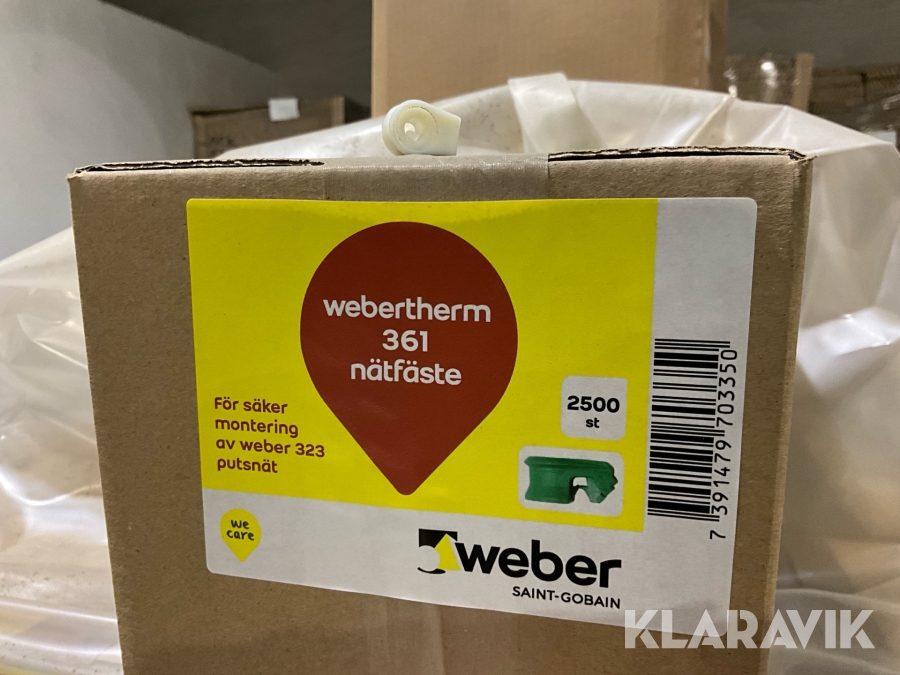 webertherm
361
nätfäste
För säker
montering
av weber 323
putsnät
2500
st
7 391479 703350
we
care
weber
SAINT-GOBAIN
KLARAVIK